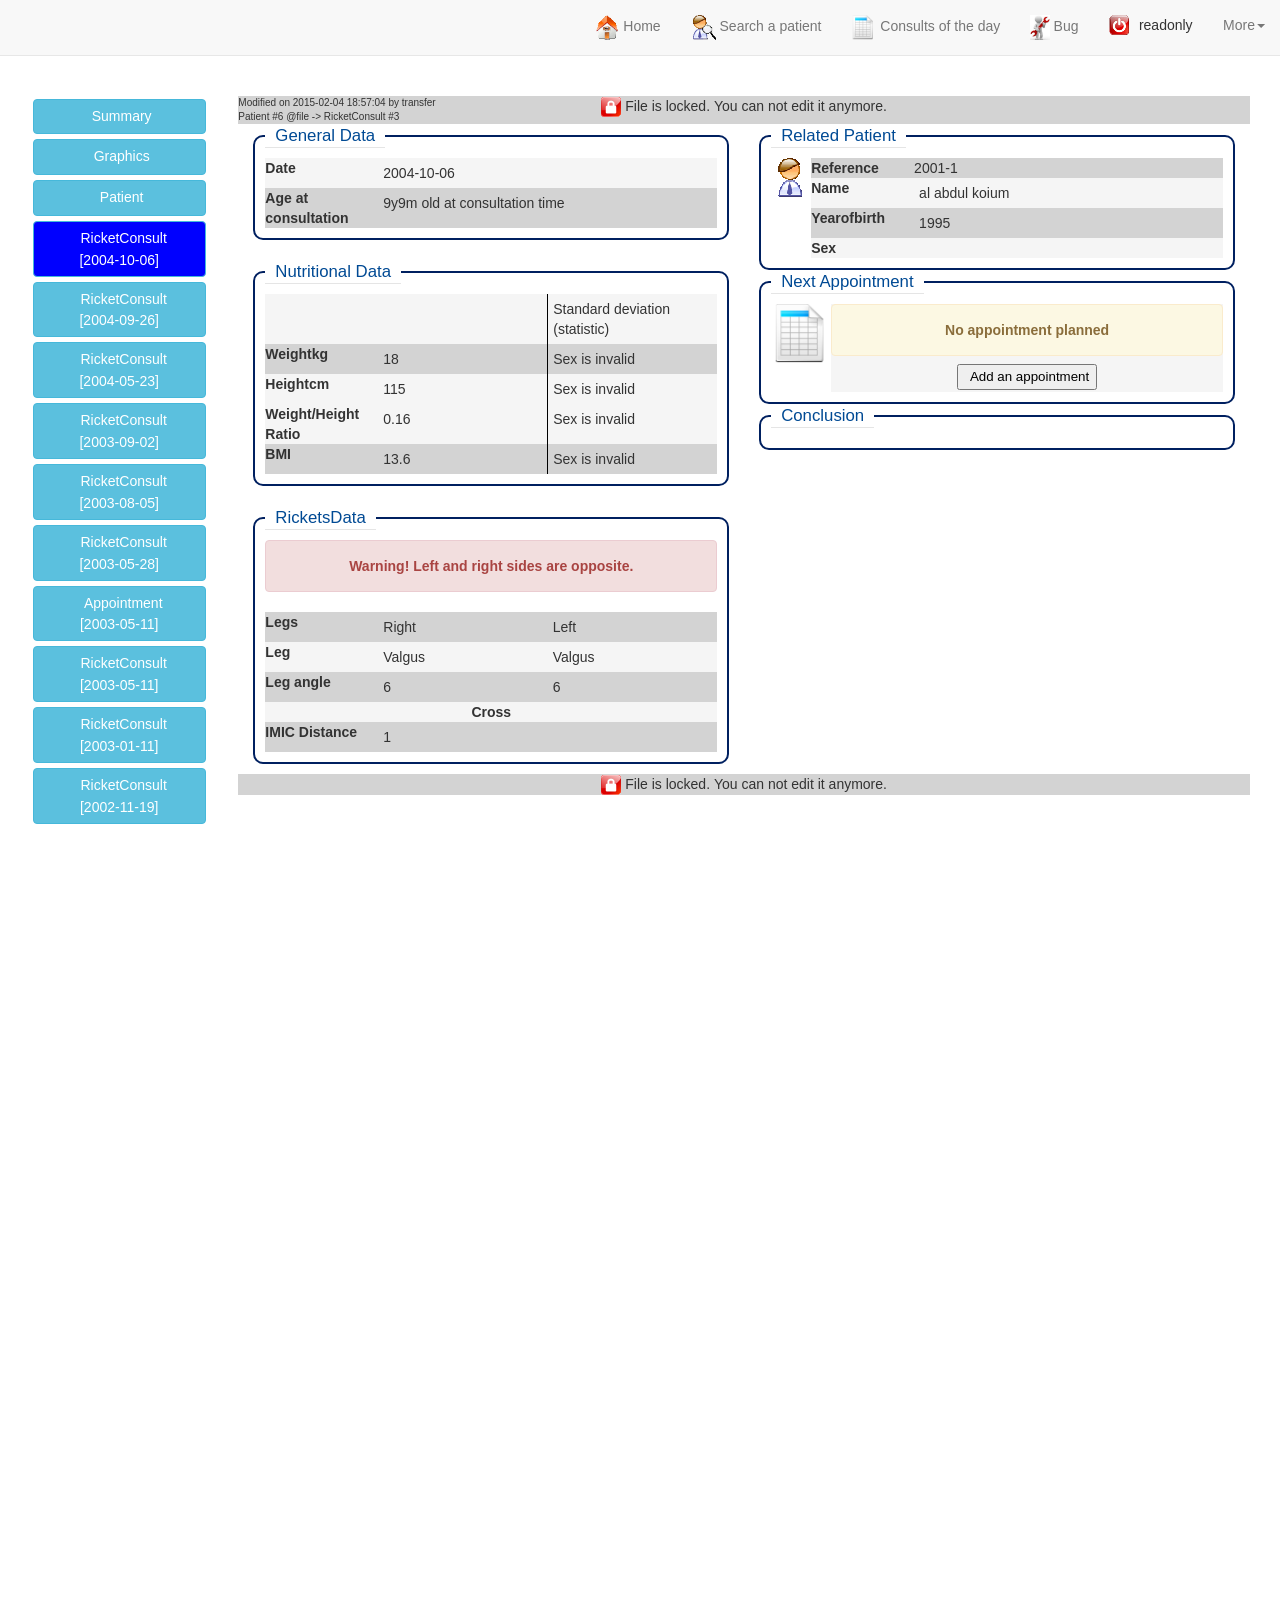 Home
Search a patient
Consults of the day
Bug
readonly
More
Summary
Graphics
Patient
RicketConsult
[2004-10-06]
RicketConsult
[2004-09-26]
RicketConsult
[2004-05-23]
RicketConsult
[2003-09-02]
RicketConsult
[2003-08-05]
RicketConsult
[2003-05-28]
Appointment
[2003-05-11]
RicketConsult
[2003-05-11]
RicketConsult
[2003-01-11]
RicketConsult
[2002-11-19]
Modified on 2015-02-04 18:57:04 by transfer
Patient #6 @file -> RicketConsult #3
File is locked. You can not edit it anymore.
General Data
Date 2004-10-06
Age at 9y9m old at consultation time
consultation
Nutritional Data
Standard deviation
(statistic)
Weightkg 18 Sex is invalid
Heightcm 115 Sex is invalid
Weight/Height 0.16 Sex is invalid
Ratio
BMI 13.6 Sex is invalid
RicketsData
Warning! Left and right sides are opposite.
Legs Right Left
Leg Valgus Valgus
Leg angle 6 6
Cross
IMIC Distance 1
Related Patient
Reference 2001-1
Name al abdul koium
Yearofbirth 1995
Sex
Next Appointment
No appointment planned
Add an appointment
Conclusion
File is locked. You can not edit it anymore.